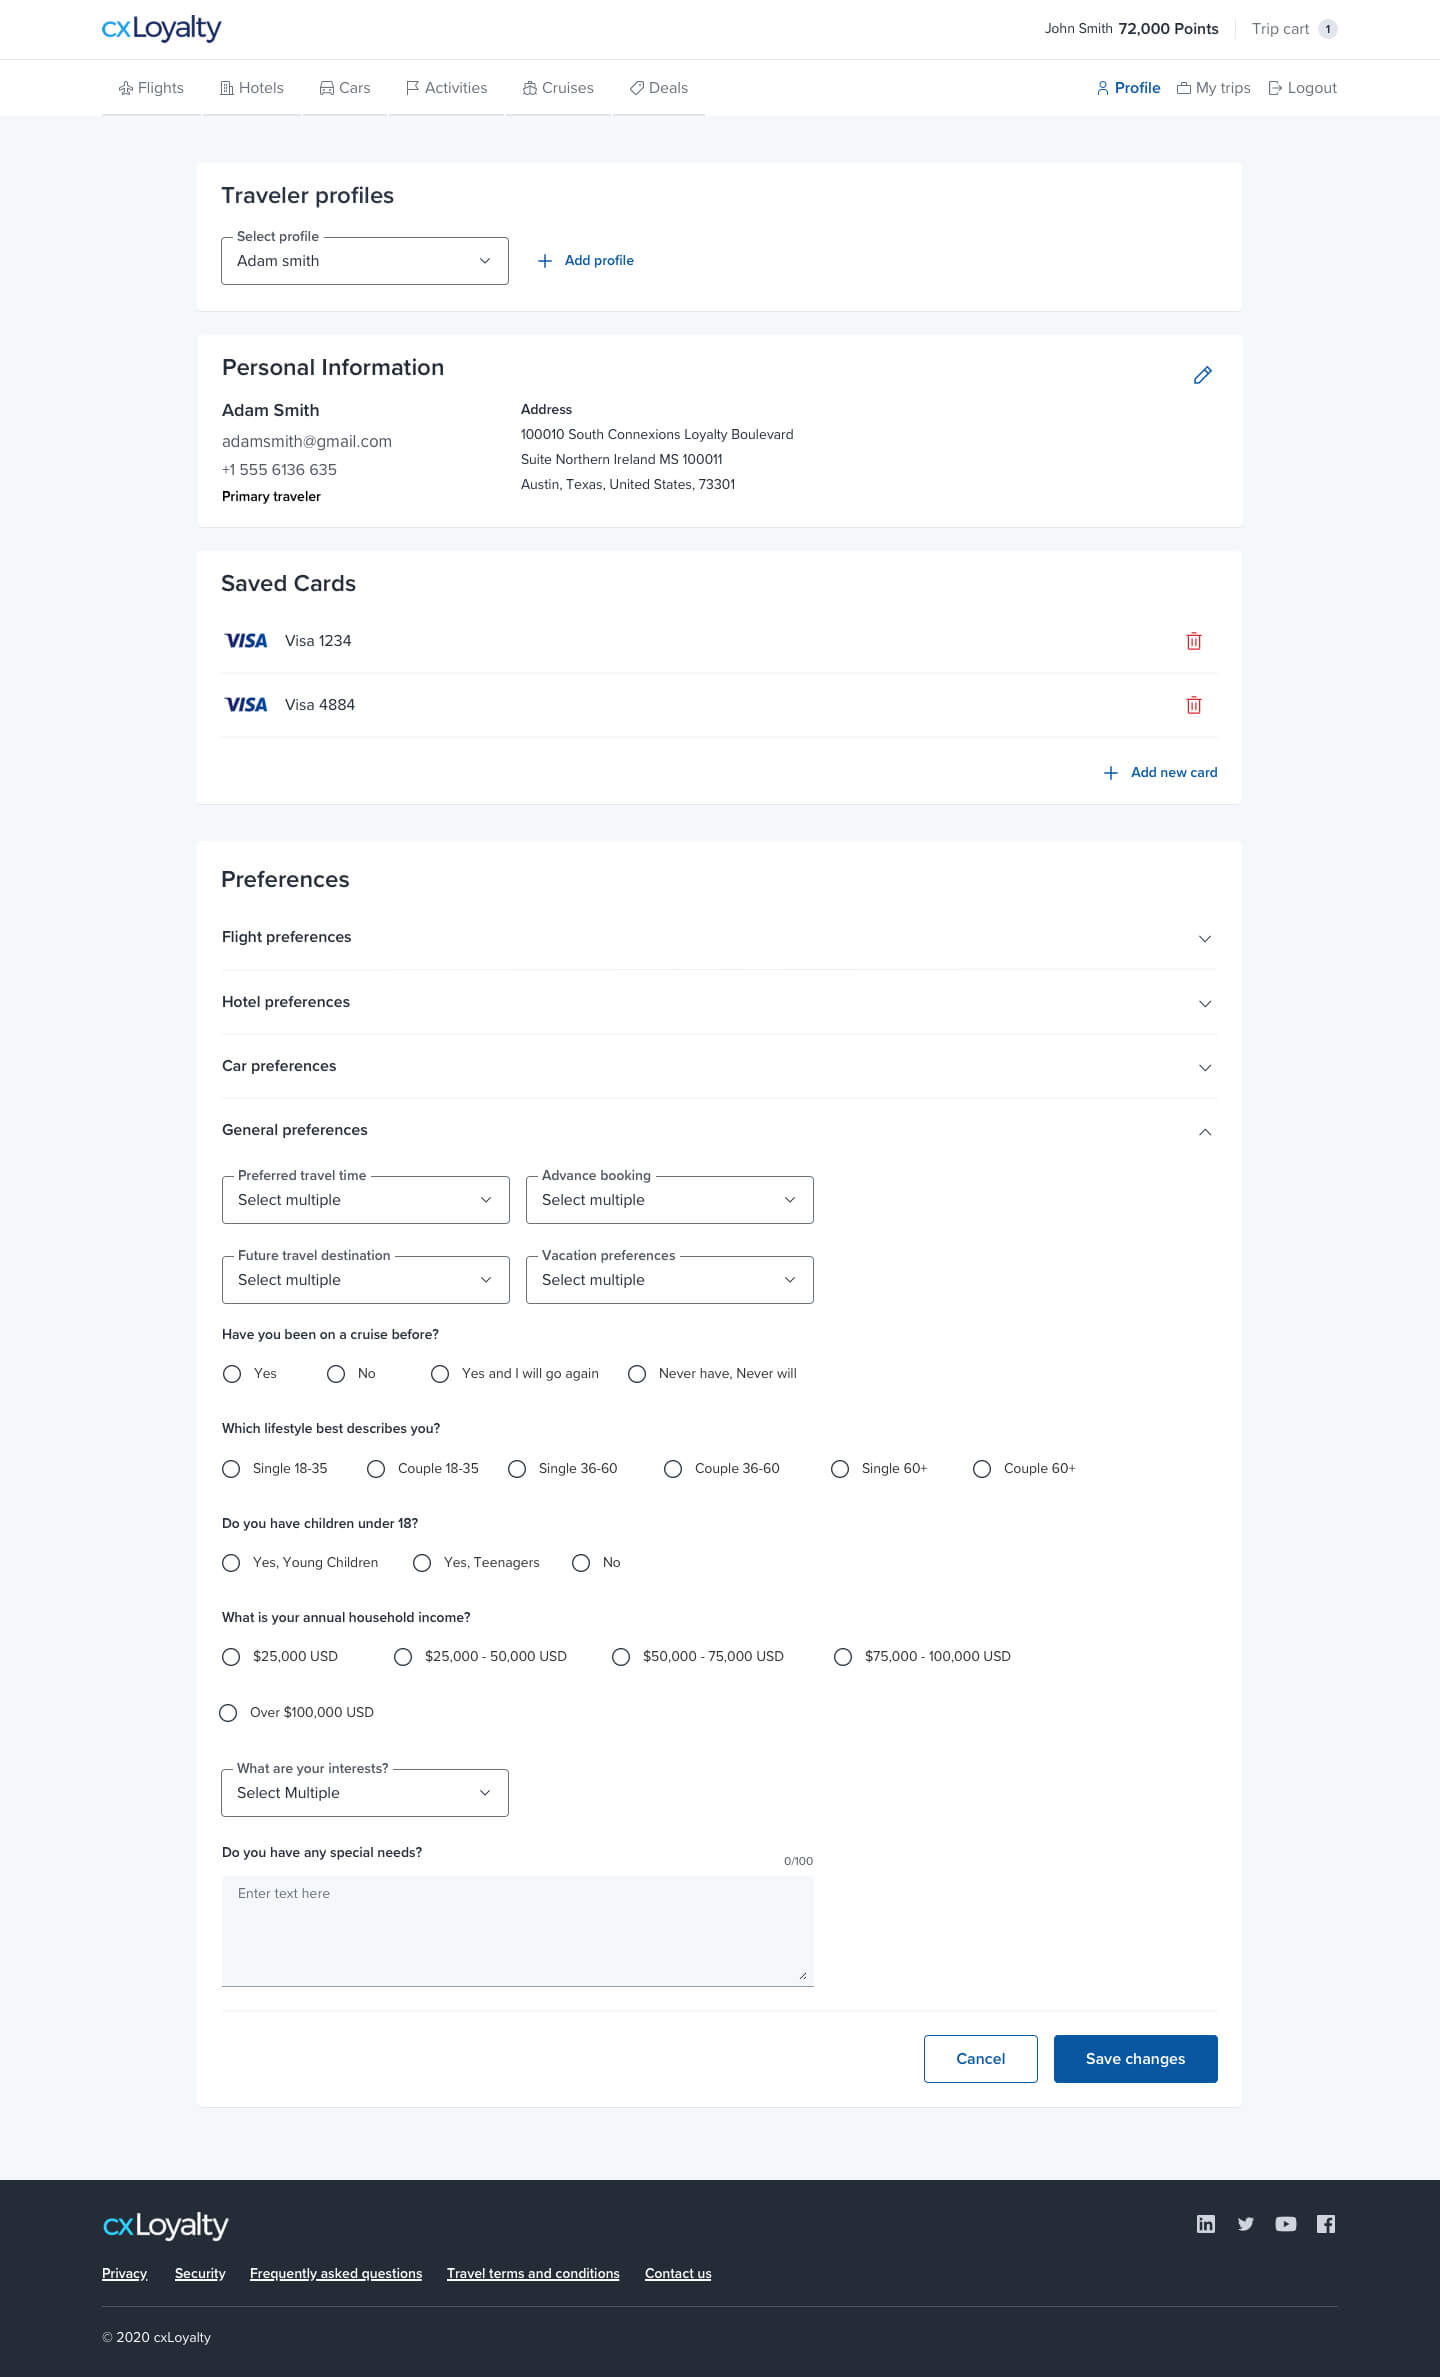 cxLoyalty
John Smith 72,000 Points Trip cart 1
Flights Hotels Cars Activities Cruises Deals Profile My trips Logout
Traveler profiles
Select profile
Adam smith
Add profile
Personal Information
Adam Smith
adamsmith@gmail.com
+1 555 6136 635
Primary traveler
Address
100010 South Connexions Loyalty Boulevard
Suite Northern Ireland MS 100011
Austin, Texas, United States, 73301
Saved Cards
VISA Visa 1234
VISA Visa 4884
Add new card
Preferences
Flight preferences
Hotel preferences
Car preferences
General preferences
Preferred travel time Advance booking
Select multiple Select multiple
Future travel destination Vacation preferences
Select multiple Select multiple
Have you been on a cruise before?
Yes No Yes and I will go again Never have, Never will
Which lifestyle best describes you?
Single 18-35 Couple 18-35 Single 36-60 Couple 36-60 Single 60+ Couple 60+
Do you have children under 18?
Yes, Young Children Yes, Teenagers No
What is your annual household income?
$25,000 USD $25,000 - 50,000 USD $50,000 - 75,000 USD $75,000 - 100,000 USD
Over $100,000 USD
What are your interests?
Select Multiple
Do you have any special needs?
0/100
Enter text here
Cancel Save changes
cxLoyalty
in
Privacy Security Frequently asked questions Travel terms and conditions Contact us
© 2020 cxLoyalty